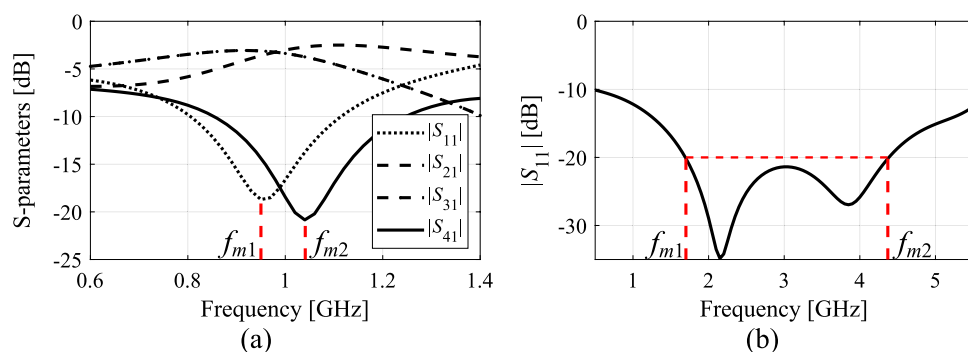 0
-5
-10
-15
-20
-25
S-parameters [dB]
0.6 0.8 1 1.2 1.4
Frequency [GHz]
|S11|
|S21|
|S31|
|S41|
fm1 fm2
(a)
0
-10
-20
-30
|S11| [dB]
1 2 3 4 5
Frequency [GHz]
fm1 fm2
(b)